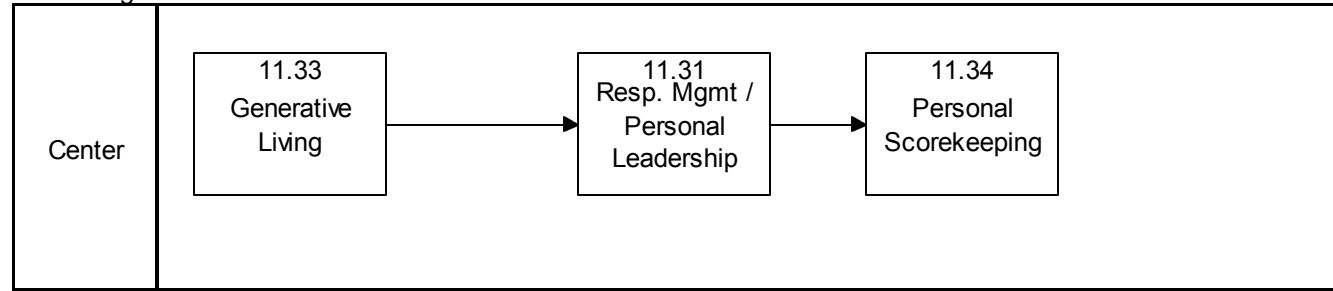 Center
11.33
Generative
Living
11.31
Resp. Mgmt /
Personal
Leadership
11.34
Personal
Scorekeeping